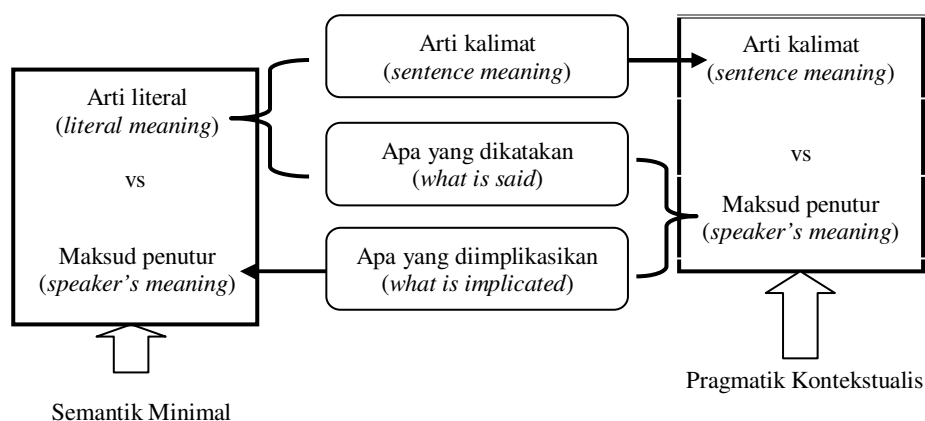 Arti literal
(literal meaning)
vs
Maksud penutur
(speaker's meaning)
Semantik Minimal
Arti kalimat
(sentence meaning)
Apa yang dikatakan
(what is said)
Apa yang diimplikasikan
(what is implicated)
Arti kalimat
(sentence meaning)
vs
Maksud penutur
(speaker's meaning)
Pragmatik Kontekstualis